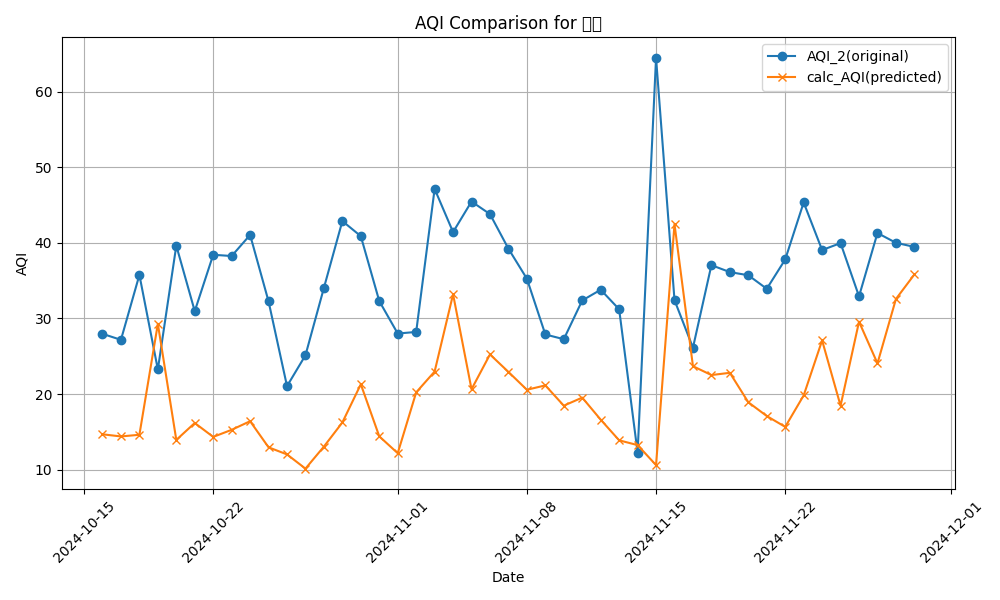 AQI Comparison for
AQI_2(original)
calc_AQI(predicted)
AQI
60
50
40
30
20
10
2024-10-15
2024-10-22
2024-11-01
2024-11-08
2024-11-15
2024-11-22
2024-12-01
Date